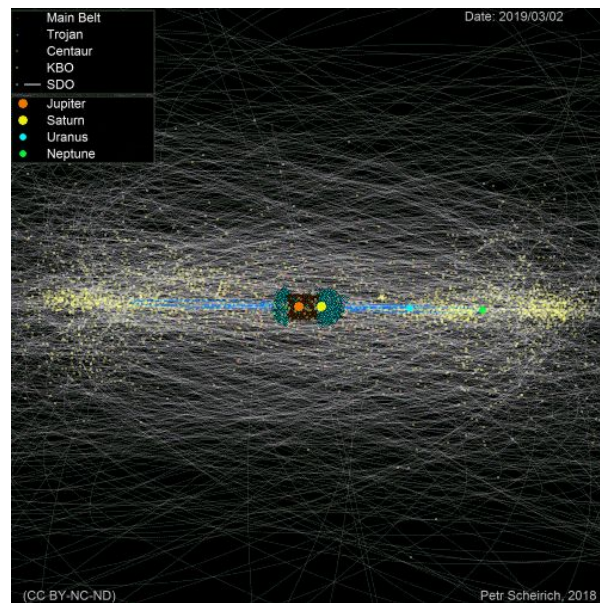 Main Belt
Trojan
Centaur
KBO
SDO
Jupiter
Saturn
Uranus
Neptune
Date: 2019/03/02
(CC BY-NC-ND)
Petr Scheirich, 2018